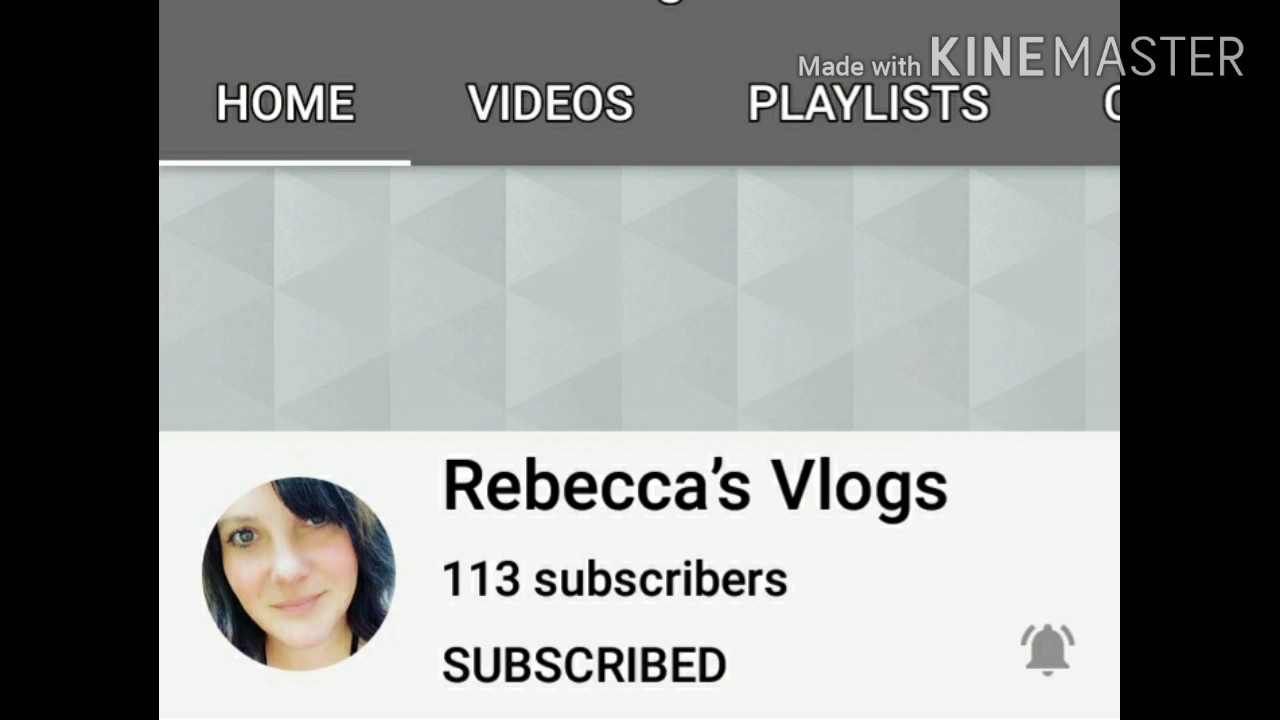 Made with KINEMASTER
HOME VIDEOS PLAYLISTS
Rebecca’s Vlogs
113 subscribers
SUBSCRIBED